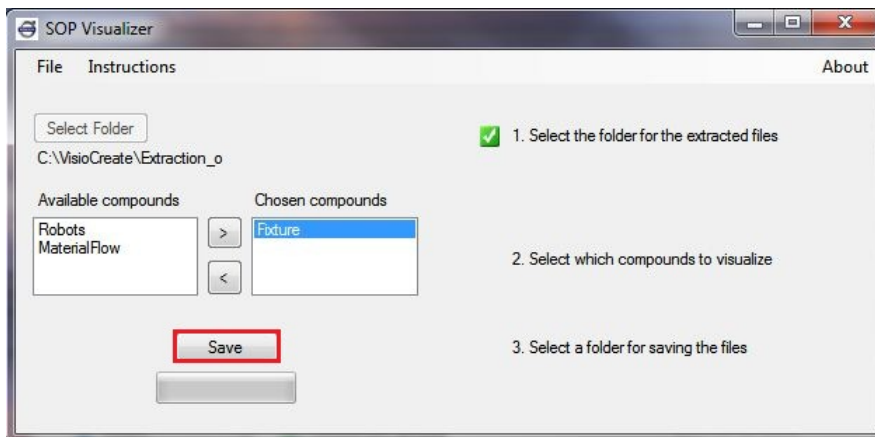 SOP Visualizer
File Instructions About
Select Folder
C:\VisioCreate\Extraction_o
1. Select the folder for the extracted files
Available compounds
Chosen compounds
Robots
MaterialFlow
>
<
Fixture
2. Select which compounds to visualize
Save
3. Select a folder for saving the files